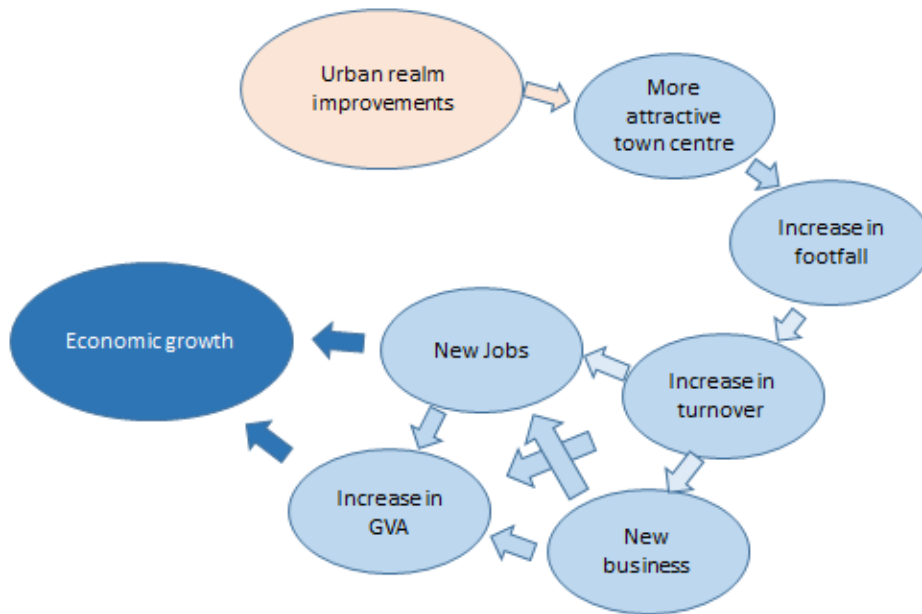 Urban realm
improvements
More
attractive
town centre
Increase in
footfall
Increase in
turnover
New Jobs
Economic growth
Increase in
GVA
New
business